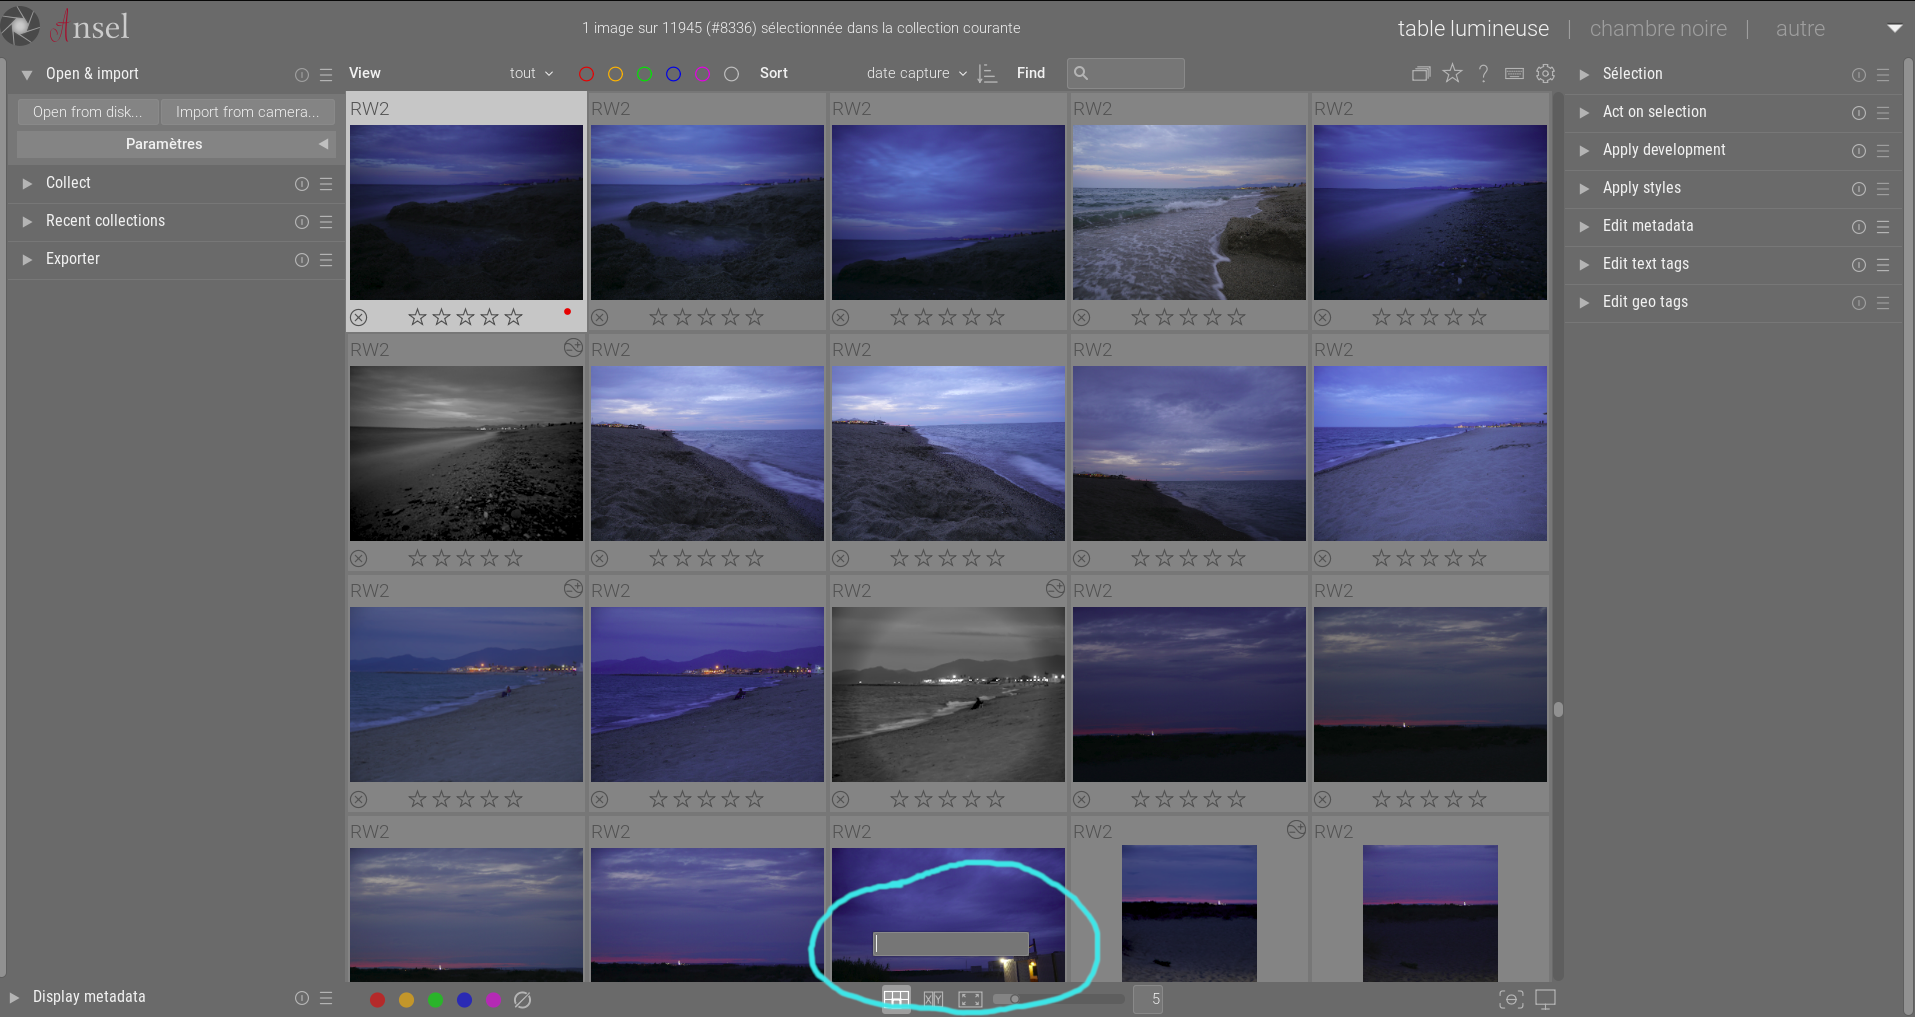 Ansel
1 image sur 11945 (#8336) sélectionnée dans la collection courante
table lumineuse | chambre noire | autre
Open & import
View tout Sort date capture Find
Open from disk... Import from camera...
Paramètres
Collect
Recent collections
Exporter
Sélection
Act on selection
Apply development
Apply styles
Edit metadata
Edit text tags
Edit geo tags
RW2 RW2 RW2 RW2 RW2
RW2 RW2 RW2 RW2 RW2
RW2 RW2 RW2 RW2 RW2
RW2 RW2 RW2 RW2 RW2
Display metadata
X Y 5